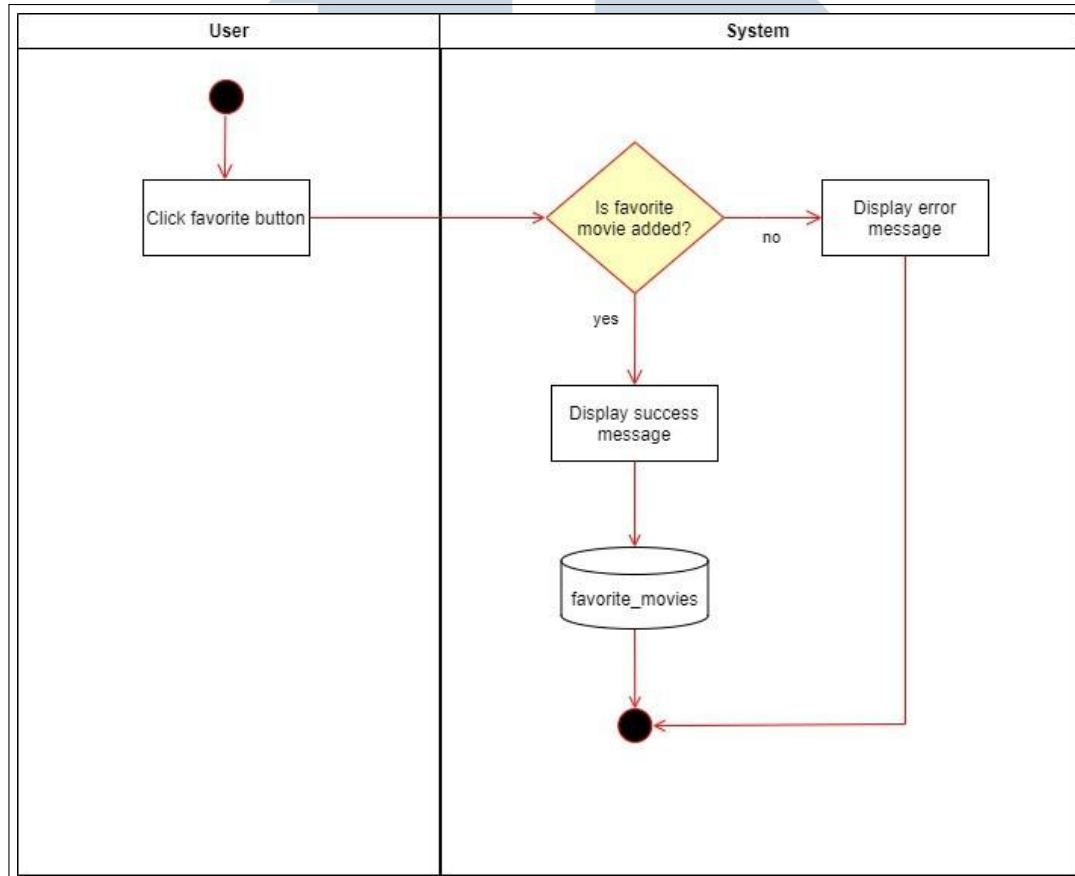 User
System
Click favorite button
Is favorite
movie added?
no
Display error
message
yes
Display success
message
favorite_movies